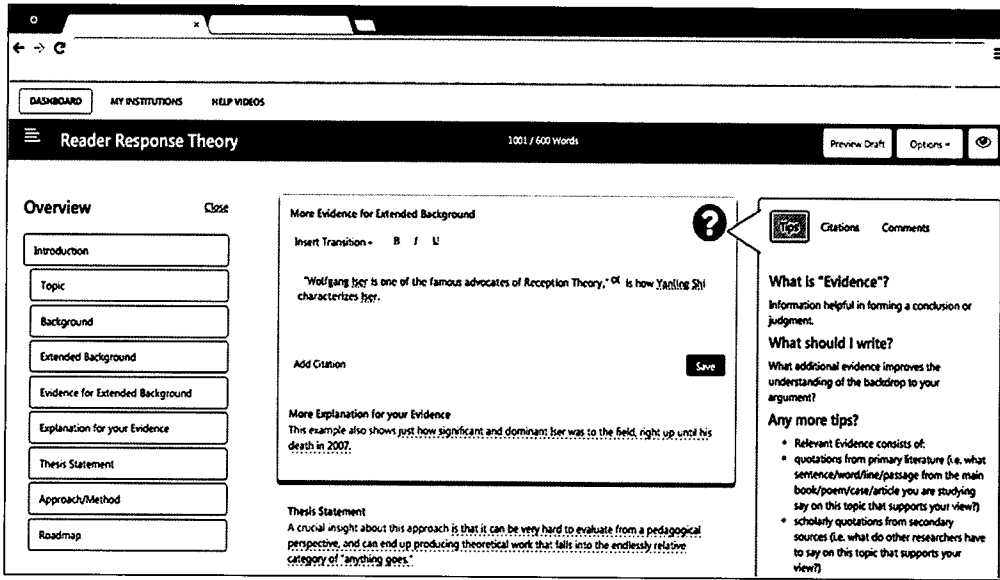 DASHBOARD MY INSTITUTIONS HELP VIDEOS
Reader Response Theory 1001 / 600 Words Preview Draft Options
Overview Close
Introduction
Topic
Background
Extended Background
Evidence for Extended Background
Explanation for your Evidence
Thesis Statement
Approach/Method
Roadmap
More Evidence for Extended Background
Insert Transition B I U
"Wolfgang Iser is one of the famous advocates of Reception Theory," is how Yanling Shi
characterizes Iser.
Add Citation Save
More Explanation for your Evidence
This example also shows just how significant and dominant Iser was to the field, right up until his
death in 2007.
Thesis Statement
A crucial insight about this approach is that it can be very hard to evaluate from a pedagogical
perspective, and can end up producing theoretical work that falls into the endlessly relative
category of "anything goes."
?
Tips Citations Comments
What is "Evidence"?
Information helpful in forming a conclusion or
judgment.
What should I write?
What additional evidence improves the
understanding of the backdrop to your
argument?
Any more tips?
• Relevant Evidence consists of:
• quotations from primary literature (i.e. what
sentence/word/line/passage from the main
book/poem/case/article you are studying
say on this topic that supports your view?)
• scholarly quotations from secondary
sources (i.e. what do other researchers have
to say on this topic that supports your
view?)